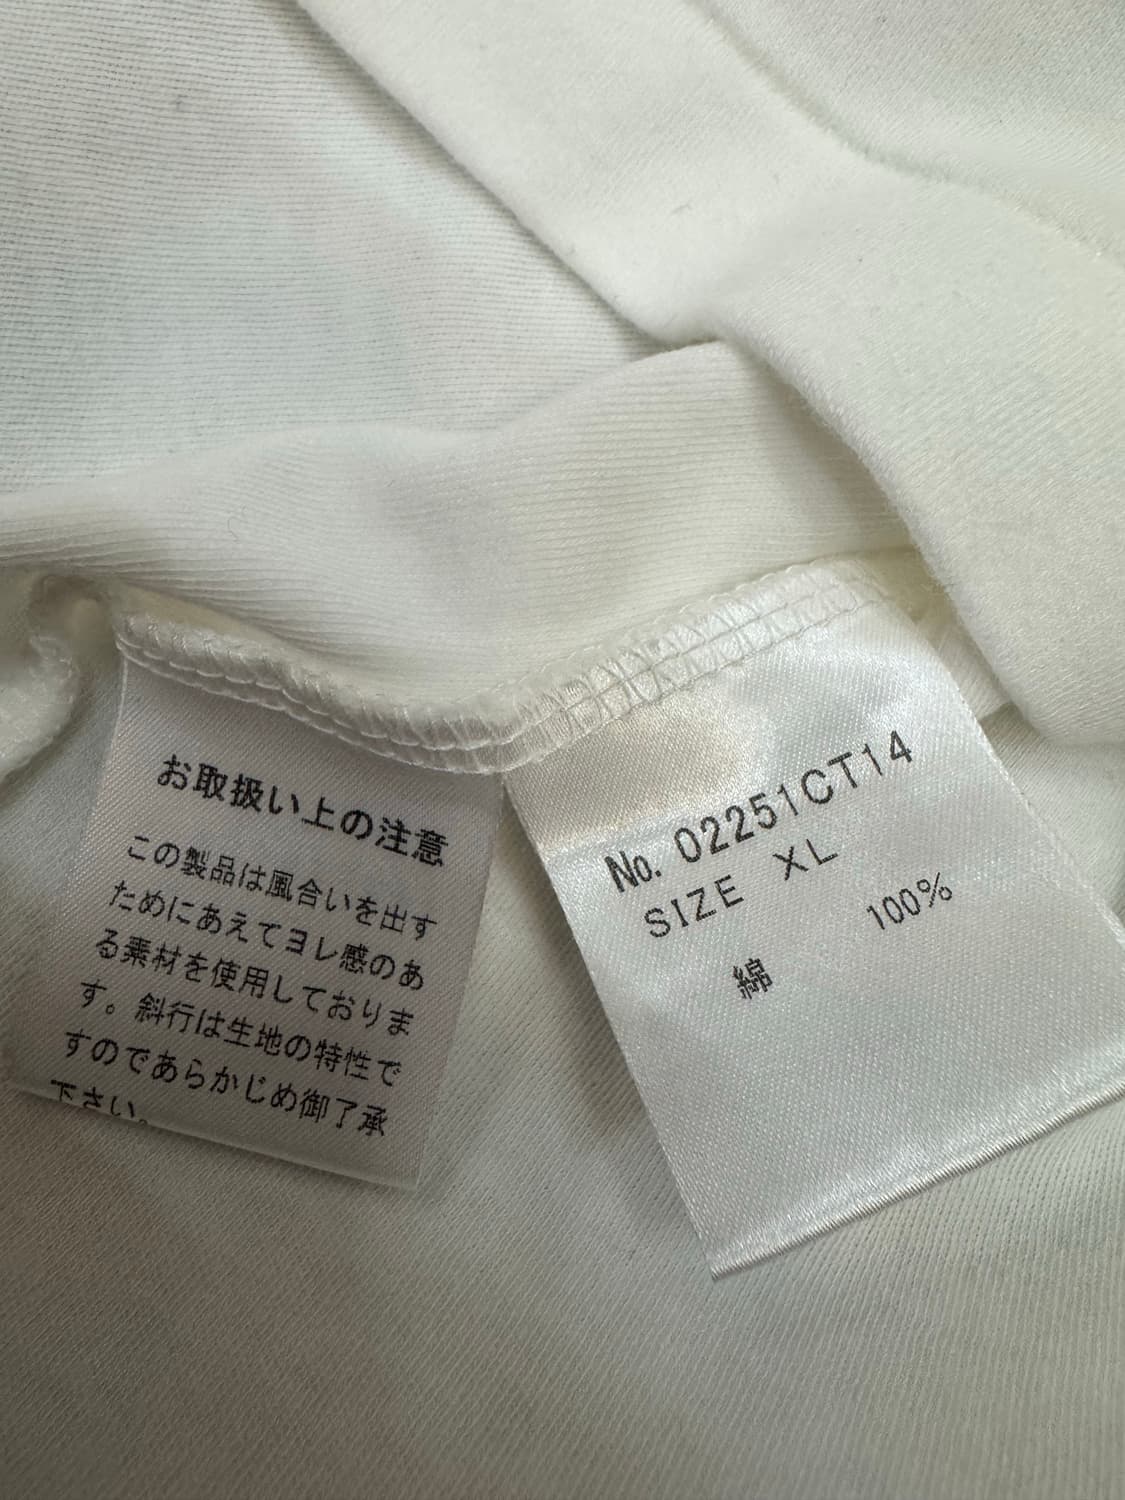 お取扱い上の注意
この製品は風合いを出す
ためにあえてヨレ感のあ
る素材を使用しておりま
す。斜行は生地の特性で
すのであらかじめ御了承
下さい。
No. 02251CT14
SIZE XL
綿 100%